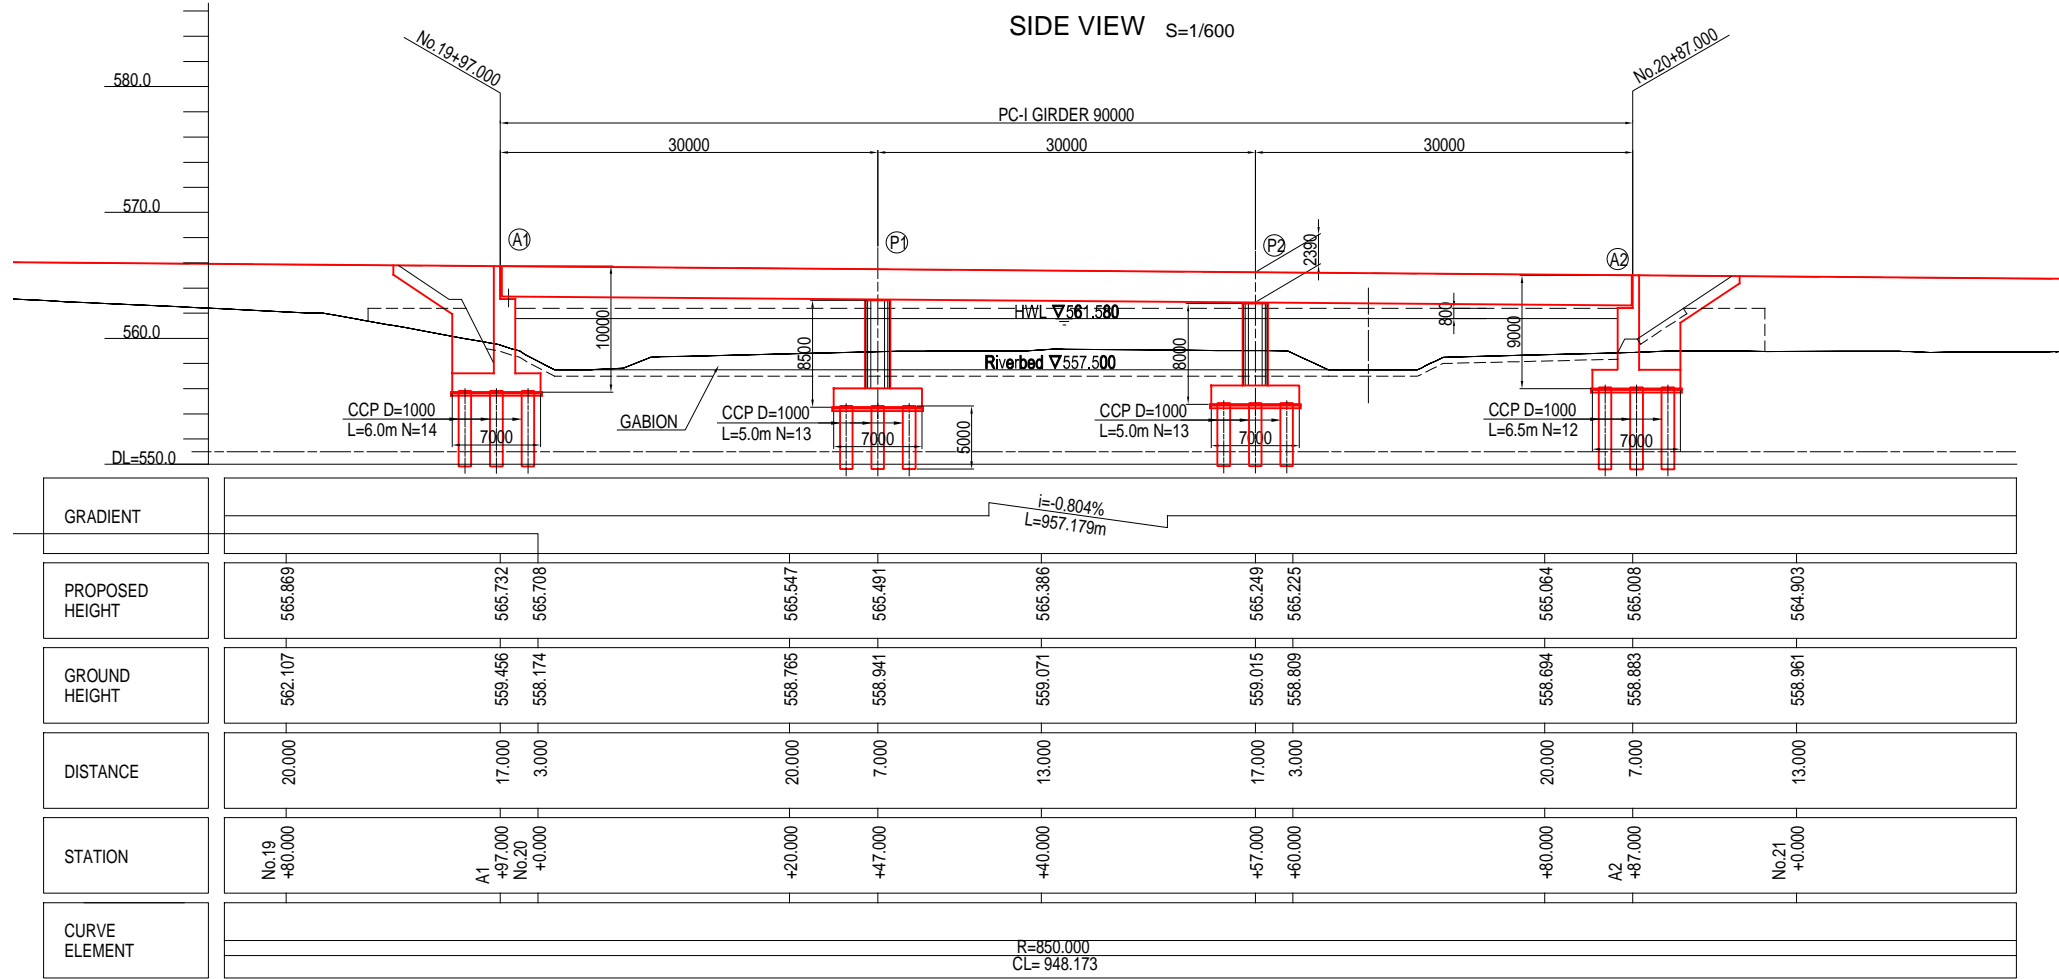 SIDE VIEW S=1/600
No.19+97.000
No.20+87.000
580.0
570.0
560.0
DL=550.0
PC-I GIRDER 90000
30000
30000
30000
A1
P1
P2
A2
2390
10000
8500
8000
800
9000
HWL ▽561.580
Riverbed ▽557.500
GABION
CCP D=1000
L=6.0m N=14
7000
CCP D=1000
L=5.0m N=13
7000
5000
CCP D=1000
L=5.0m N=13
7000
CCP D=1000
L=6.5m N=12
7000
GRADIENT
i=-0.804%
L=957.179m
PROPOSED
HEIGHT
565.869
565.732
565.708
565.547
565.491
565.386
565.249
565.225
565.064
565.008
564.903
GROUND
HEIGHT
562.107
559.456
558.174
558.765
558.941
559.071
559.015
558.809
558.694
558.883
558.961
DISTANCE
20.000
17.000
3.000
20.000
7.000
13.000
17.000
3.000
20.000
7.000
13.000
STATION
No.19
+80.000
A1
+97.000
No.20
+0.000
+20.000
+47.000
+40.000
+57.000
+60.000
+80.000
A2
+87.000
No.21
+0.000
CURVE
ELEMENT
R=850.000
CL= 948.173